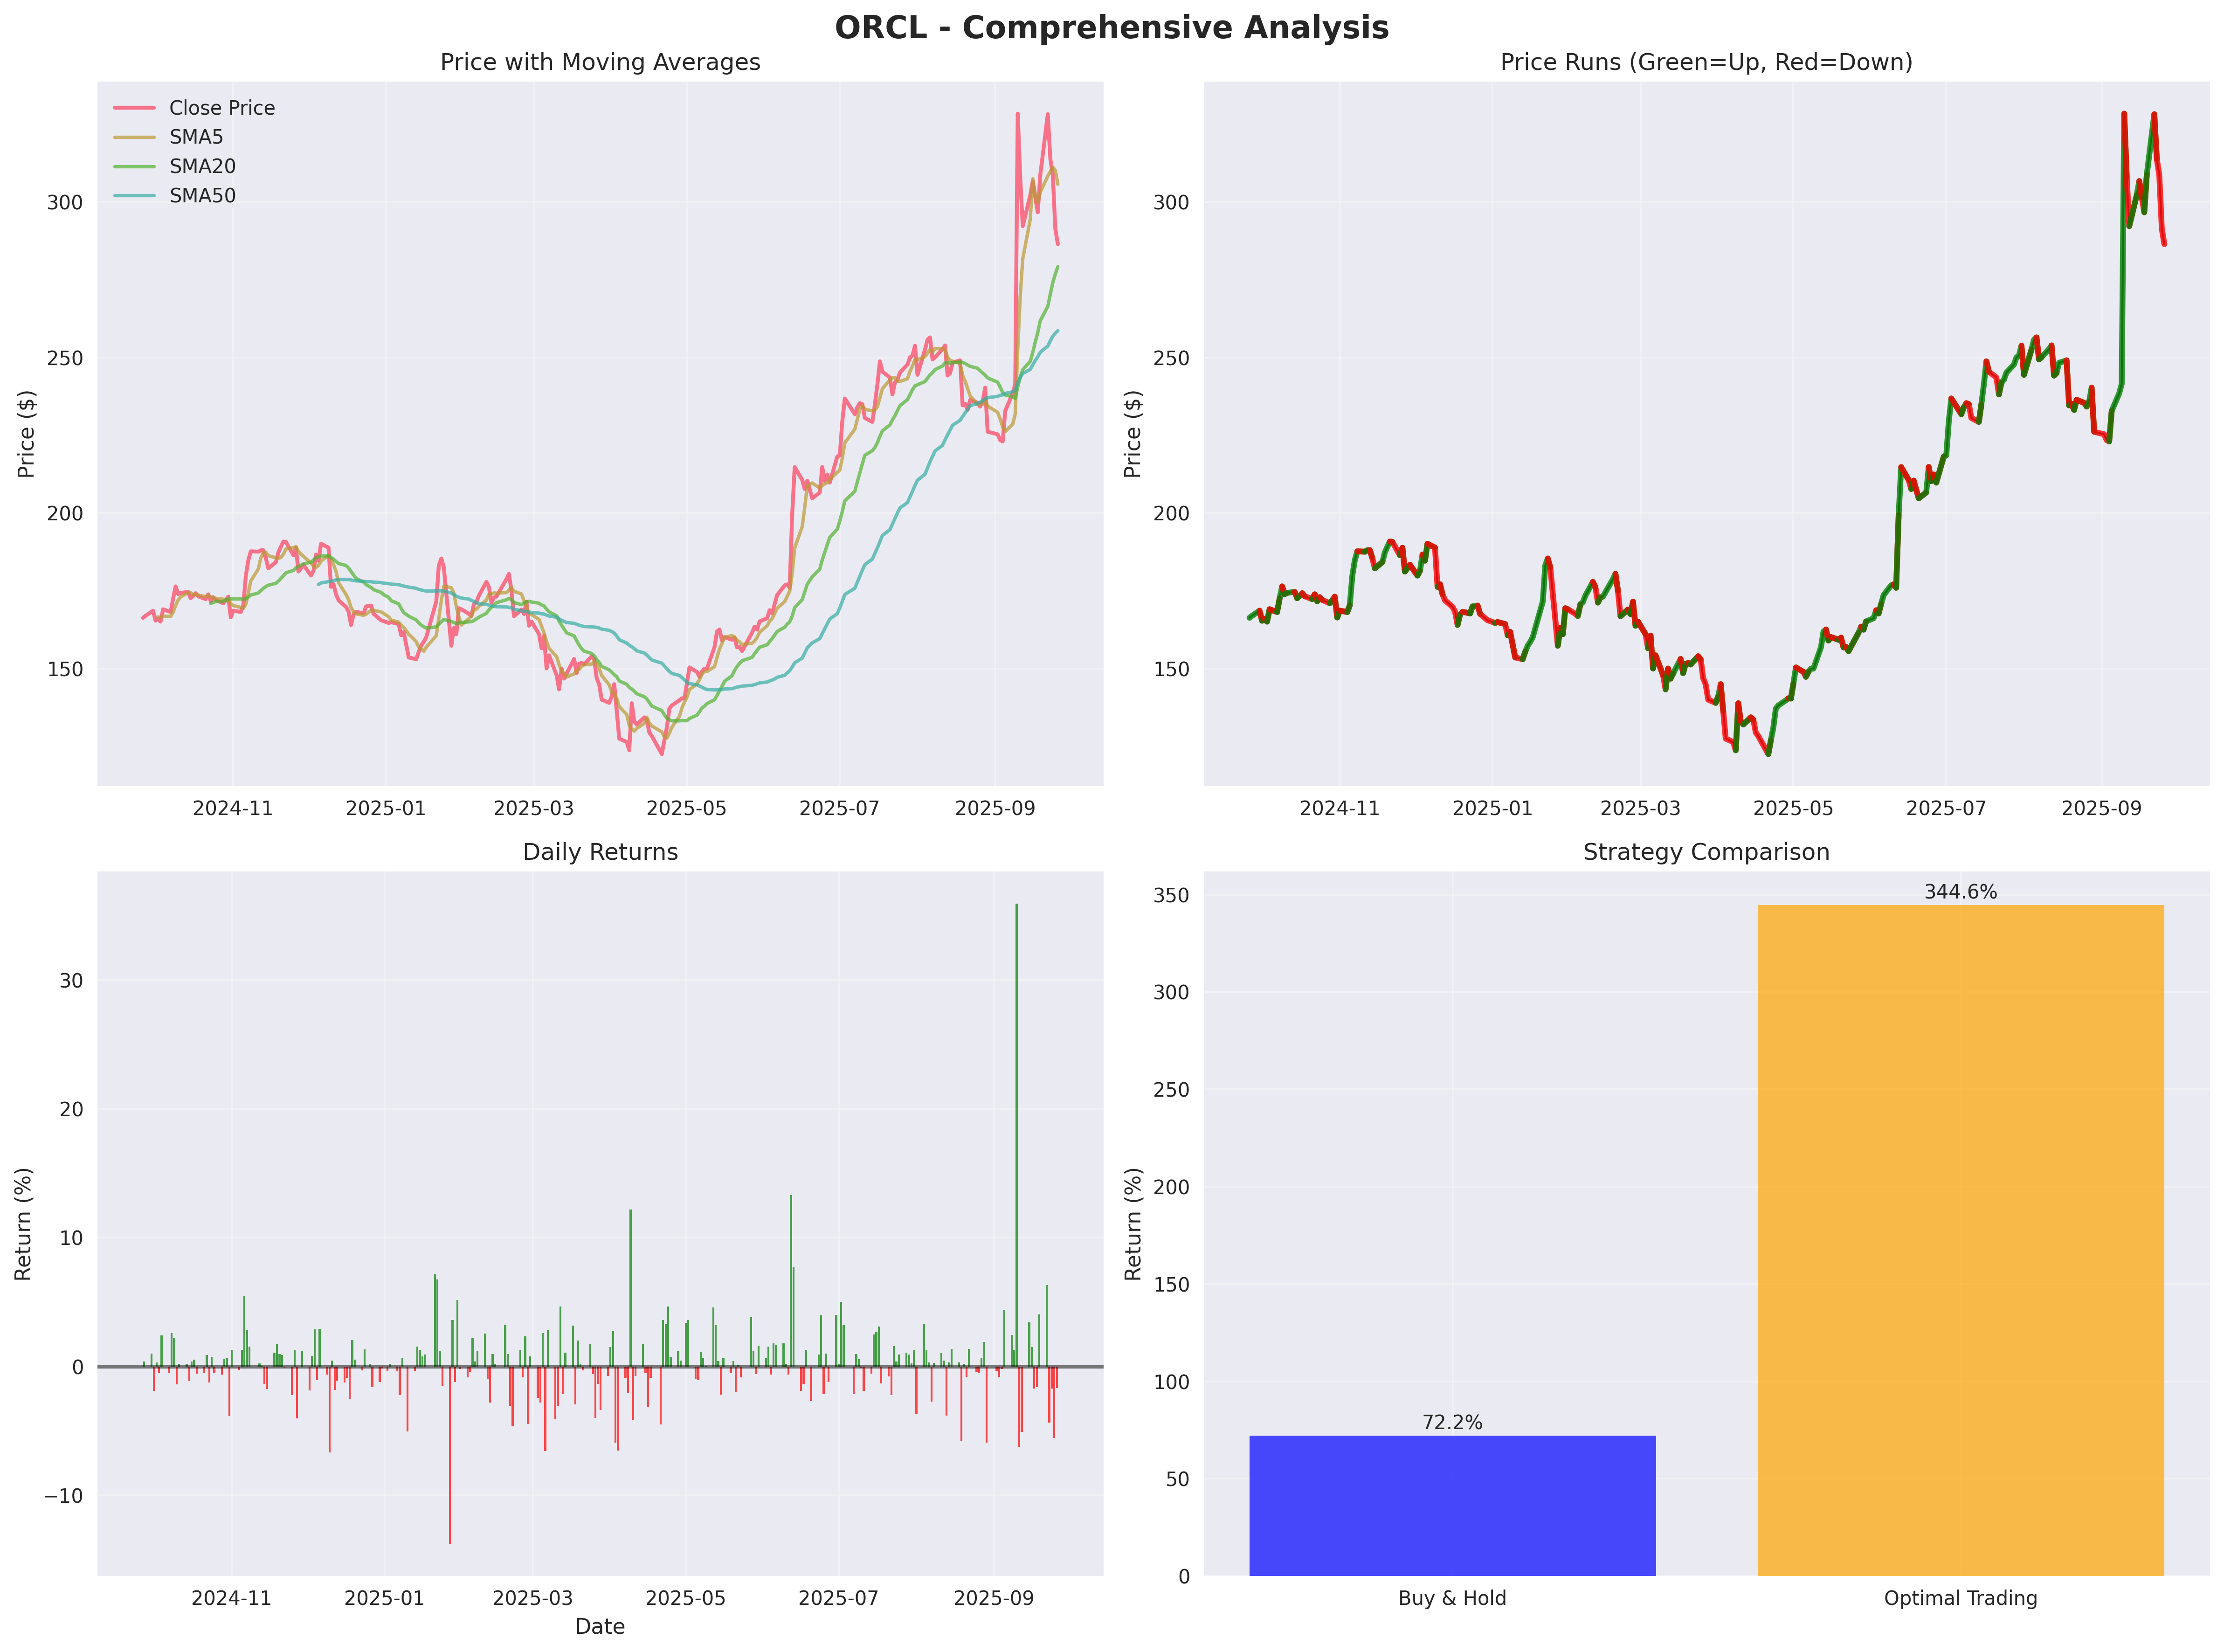 ORCL - Comprehensive Analysis
Price with Moving Averages
Close Price
SMA5
SMA20
SMA50
Price ($)
300
250
200
150
2024-11 2025-01 2025-03 2025-05 2025-07 2025-09
Price Runs (Green=Up, Red=Down)
Price ($)
300
250
200
150
2024-11 2025-01 2025-03 2025-05 2025-07 2025-09
Daily Returns
Return (%)
30
20
10
0
−10
2024-11 2025-01 2025-03 2025-05 2025-07 2025-09
Date
Strategy Comparison
Return (%)
350
300
250
200
150
100
50
0
72.2%
344.6%
Buy & Hold Optimal Trading